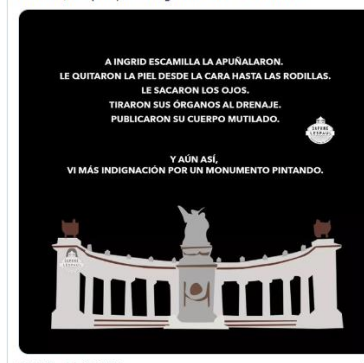 A INGRID ESCAMILLA LA APUÑALARON.
LE QUITARON LA PIEL DESDE LA CARA HASTA LAS RODILLAS.
LE SACARON LOS OJOS.
TIRARON SUS ÓRGANOS AL DRENAJE.
PUBLICARON SU CUERPO MUTILADO.
Y AÚN ASÍ,
VI MÁS INDIGNACIÓN POR UN MONUMENTO PINTANDO.